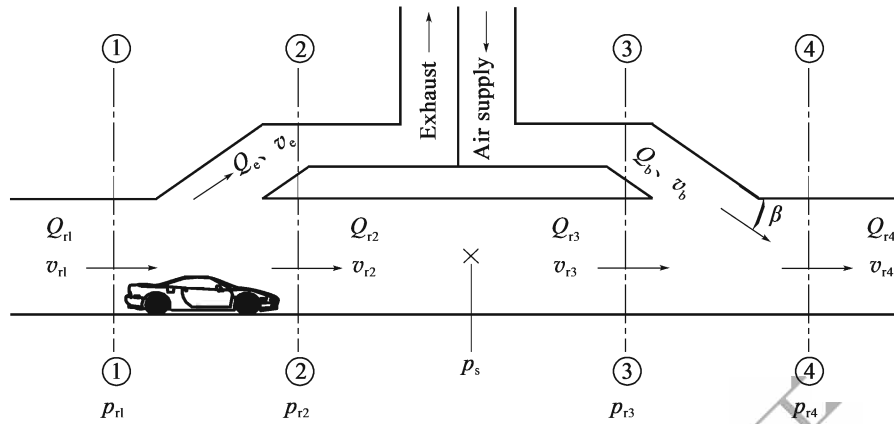 ① ② ③ ④
Exhaust
Air supply
Qe、ve
Qb、vb
β
Qr1 Qr2 Qr3 Qr4
vr1 vr2 vr3 vr4
① ② ③ ④
ps
pr1 pr2 pr3 pr4